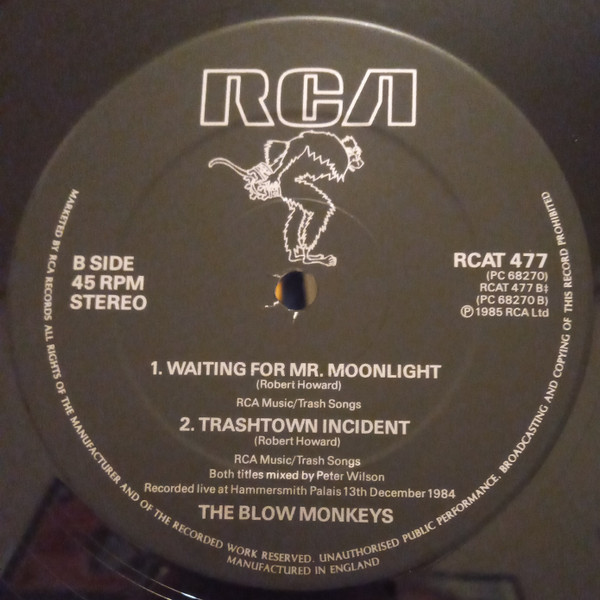 RCA
B SIDE
45 RPM
STEREO
RCAT 477
(PC 68270)
RCAT 477 B‡
(PC 68270 B)
Ⓟ 1985 RCA Ltd
1. WAITING FOR MR. MOONLIGHT
(Robert Howard)
RCA Music/Trash Songs
2. TRASHTOWN INCIDENT
(Robert Howard)
RCA Music/Trash Songs
Both titles mixed by Peter Wilson
Recorded live at Hammersmith Palais 13th December 1984
THE BLOW MONKEYS
MARKETED BY RCA RECORDS ALL RIGHTS OF THE MANUFACTURER AND OF THE RECORDED WORK RESERVED. UNAUTHORISED PUBLIC PERFORMANCE, BROADCASTING AND COPYING OF THIS RECORD PROHIBITED
MANUFACTURED IN ENGLAND